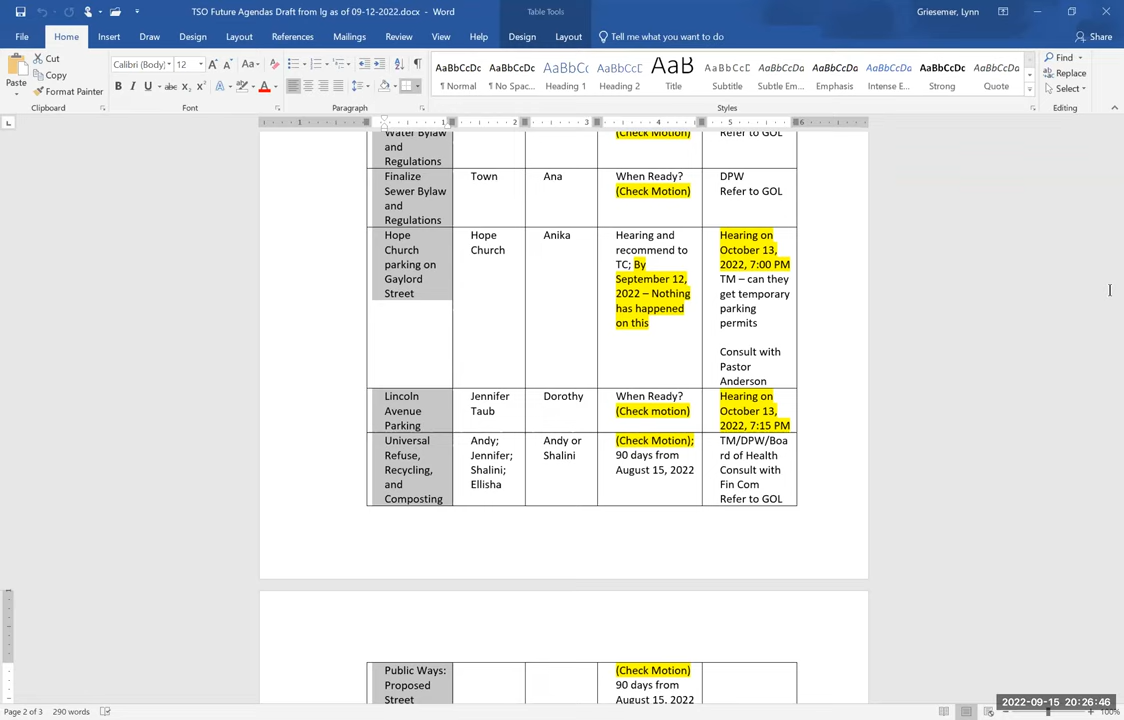 TSO Future Agendas Draft from lg as of 09-12-2022.docx - Word
Table Tools
Griesemer, Lynn
File Home Insert Draw Design Layout References Mailings Review View Help Design Layout Tell me what you want to do
Share
Paste
Cut
Copy
Format Painter
Clipboard
Calibri (Body) 12
Font
Paragraph
AaBbCcDc AaBbCcDc AaBbCc AaBbCcD AaB AaBbCcD AaBbCcDa AaBbCcDa AaBbCcDa AaBbCcDc AaBbCcDa
¶ Normal ¶ No Spac... Heading 1 Heading 2 Title Subtitle Subtle Em... Emphasis Intense E... Strong Quote
Styles
Find
Replace
Select
Editing
Water Bylaw
and
Regulations
(Check Motion)
Refer to GOL
Finalize
Sewer Bylaw
and
Regulations
Town
Ana
When Ready?
(Check Motion)
DPW
Refer to GOL
Hope
Church
parking on
Gaylord
Street
Hope
Church
Anika
Hearing and
recommend to
TC; By
September 12,
2022 – Nothing
has happened
on this
Hearing on
October 13,
2022, 7:00 PM
TM – can they
get temporary
parking
permits
Consult with
Pastor
Anderson
Lincoln
Avenue
Parking
Jennifer
Taub
Dorothy
When Ready?
(Check motion)
Hearing on
October 13,
2022, 7:15 PM
Universal
Refuse,
Recycling,
and
Composting
Andy;
Jennifer;
Shalini;
Ellisha
Andy or
Shalini
(Check Motion);
90 days from
August 15, 2022
TM/DPW/Boa
rd of Health
Consult with
Fin Com
Refer to GOL
Public Ways:
Proposed
Street
(Check Motion)
90 days from
August 15, 2022
Page 2 of 3 290 words
2022-09-15 20:26:46
100%